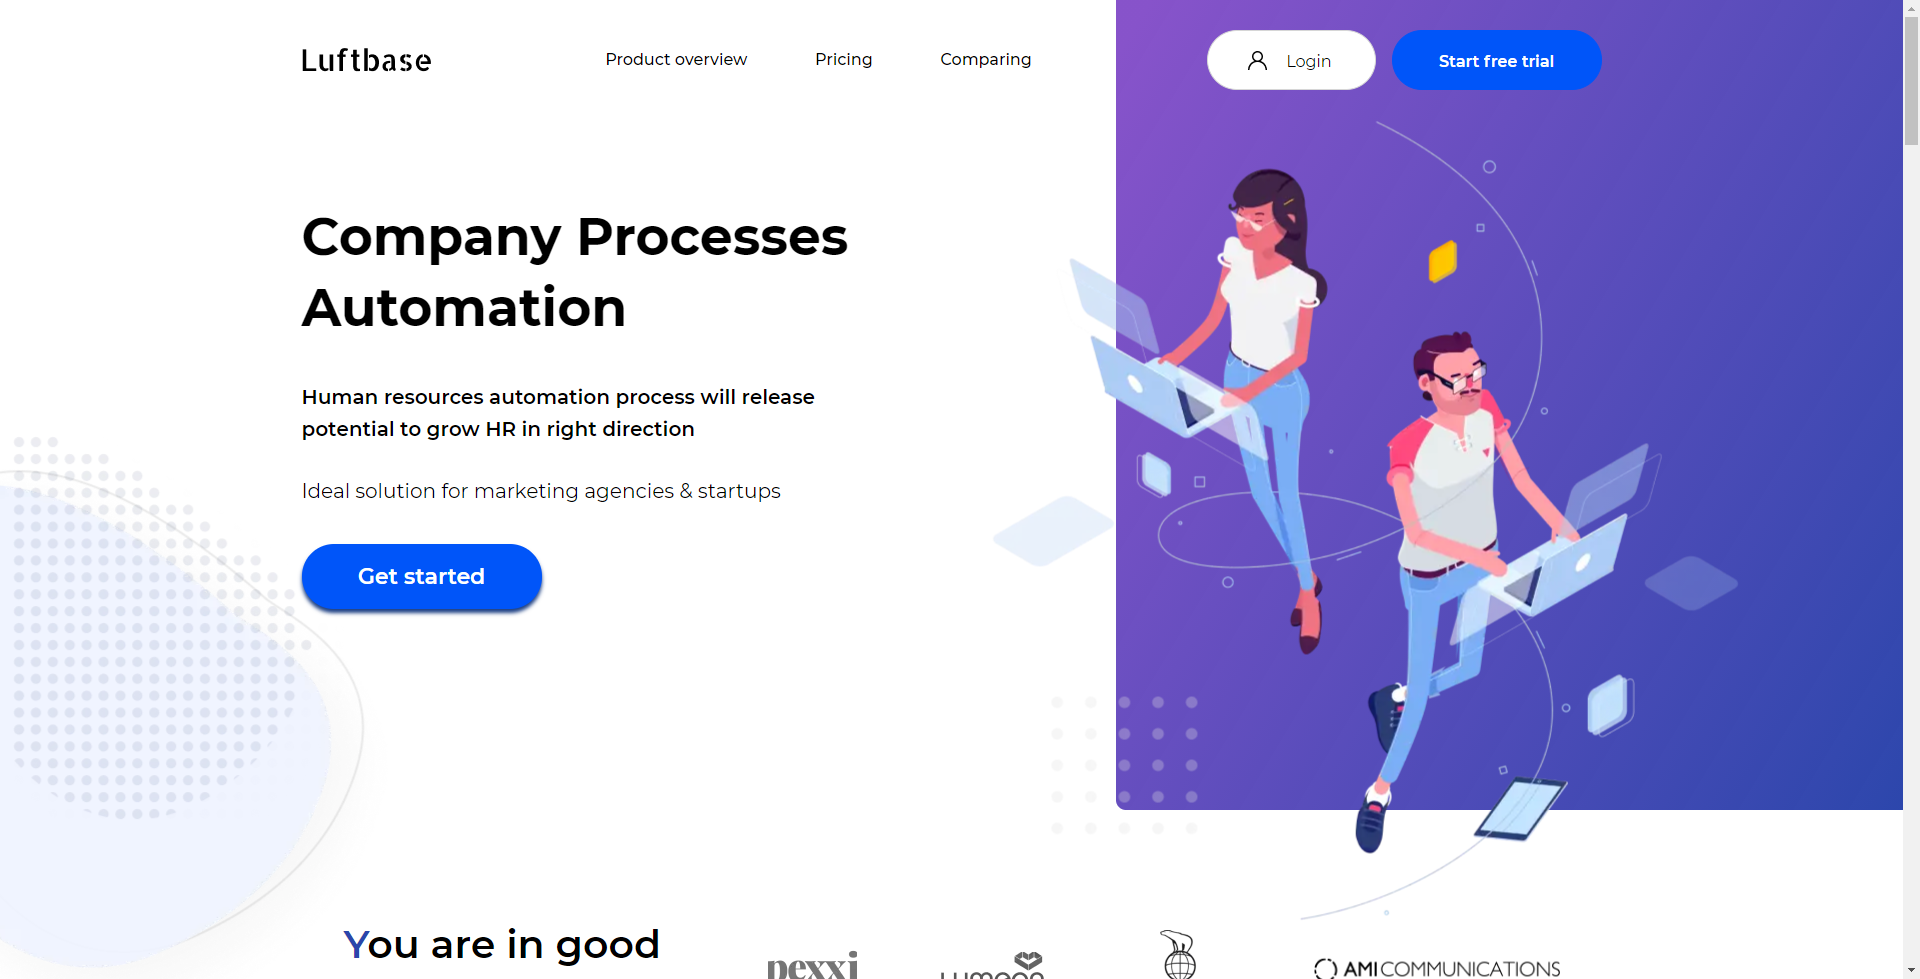 Luftbase
Product overview
Pricing
Comparing
Login
Start free trial
Company Processes
Automation
Human resources automation process will release
potential to grow HR in right direction
Ideal solution for marketing agencies & startups
Get started
You are in good
pexxi
AMI COMMUNICATIONS